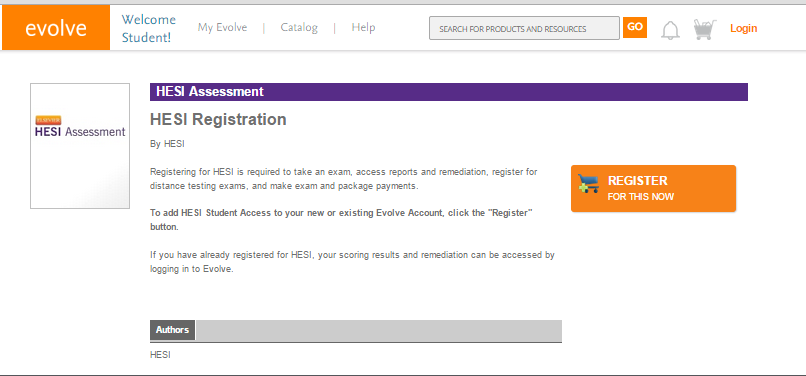 evolve
Welcome
Student!
My Evolve | Catalog | Help
SEARCH FOR PRODUCTS AND RESOURCES
GO
Login
ELSEVIER
HESI Assessment
HESI Assessment
HESI Registration
By HESI
Registering for HESI is required to take an exam, access reports and remediation, register for
distance testing exams, and make exam and package payments.
To add HESI Student Access to your new or existing Evolve Account, click the "Register"
button.
If you have already registered for HESI, your scoring results and remediation can be accessed by
logging in to Evolve.
REGISTER
FOR THIS NOW
Authors
HESI